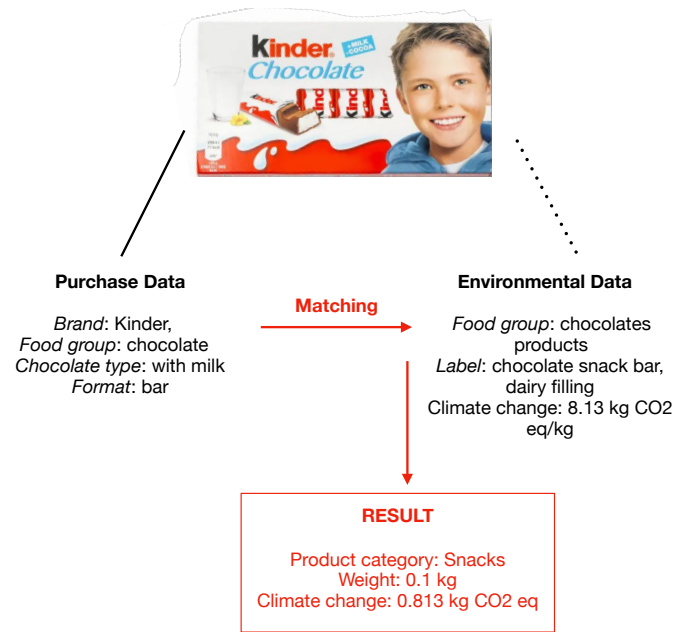 Kinder
+MILK
-COCOA
Chocolate
Kinder
Purchase Data
Brand: Kinder,
Food group: chocolate
Chocolate type: with milk
Format: bar
Matching
Environmental Data
Food group: chocolates
products
Label: chocolate snack bar,
dairy filling
Climate change: 8.13 kg CO2
eq/kg
RESULT
Product category: Snacks
Weight: 0.1 kg
Climate change: 0.813 kg CO2 eq